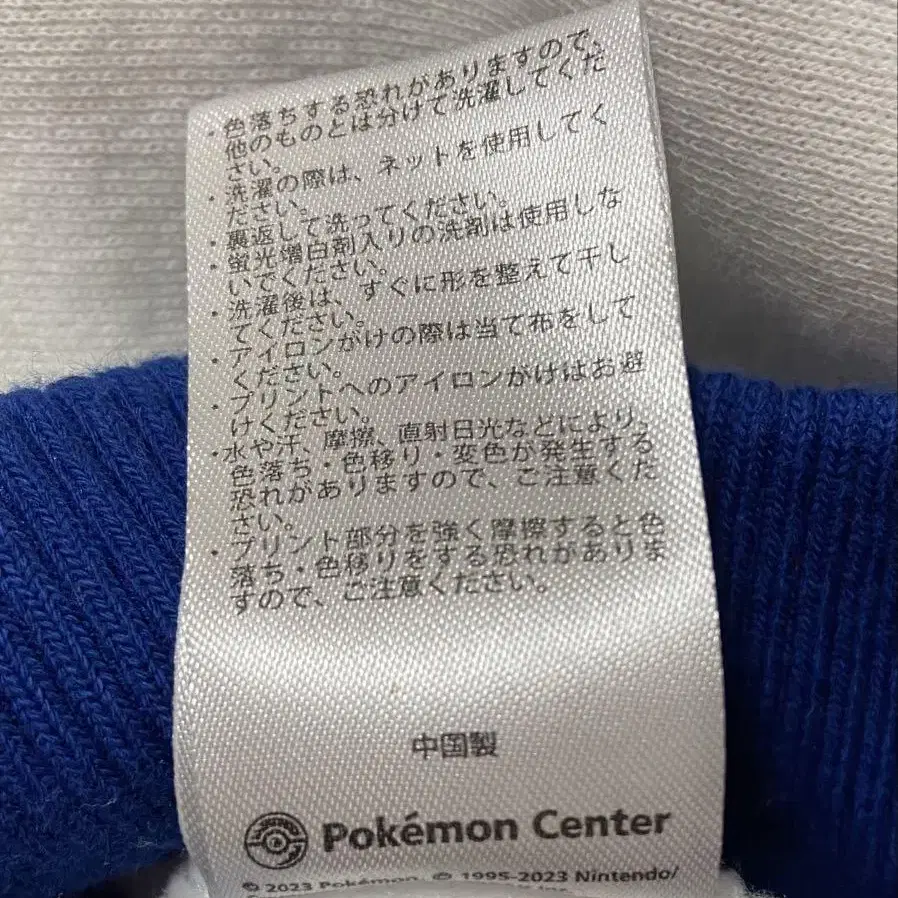 ・色落ちする恐れがありますので、
他のものとは分けて洗濯してくだ
さい。
・洗濯の際は、ネットを使用してく
ださい。
・裏返して洗ってください。
・蛍光増白剤入りの洗剤は使用しな
いでください。
・洗濯後は、すぐに形を整えて干し
てください。
・アイロンがけの際は当て布をして
ください。
・プリントへのアイロンがけはお避
けください。
・水や汗、摩擦、直射日光などにより、
色落ち・色移り・変色が発生する
恐れがありますので、ご注意くだ
さい。
・プリント部分を強く摩擦すると色
落ち・色移りをする恐れがありま
すので、ご注意ください。
中国製
Pokémon Center
© 2023 Pokémon. © 1995-2023 Nintendo/